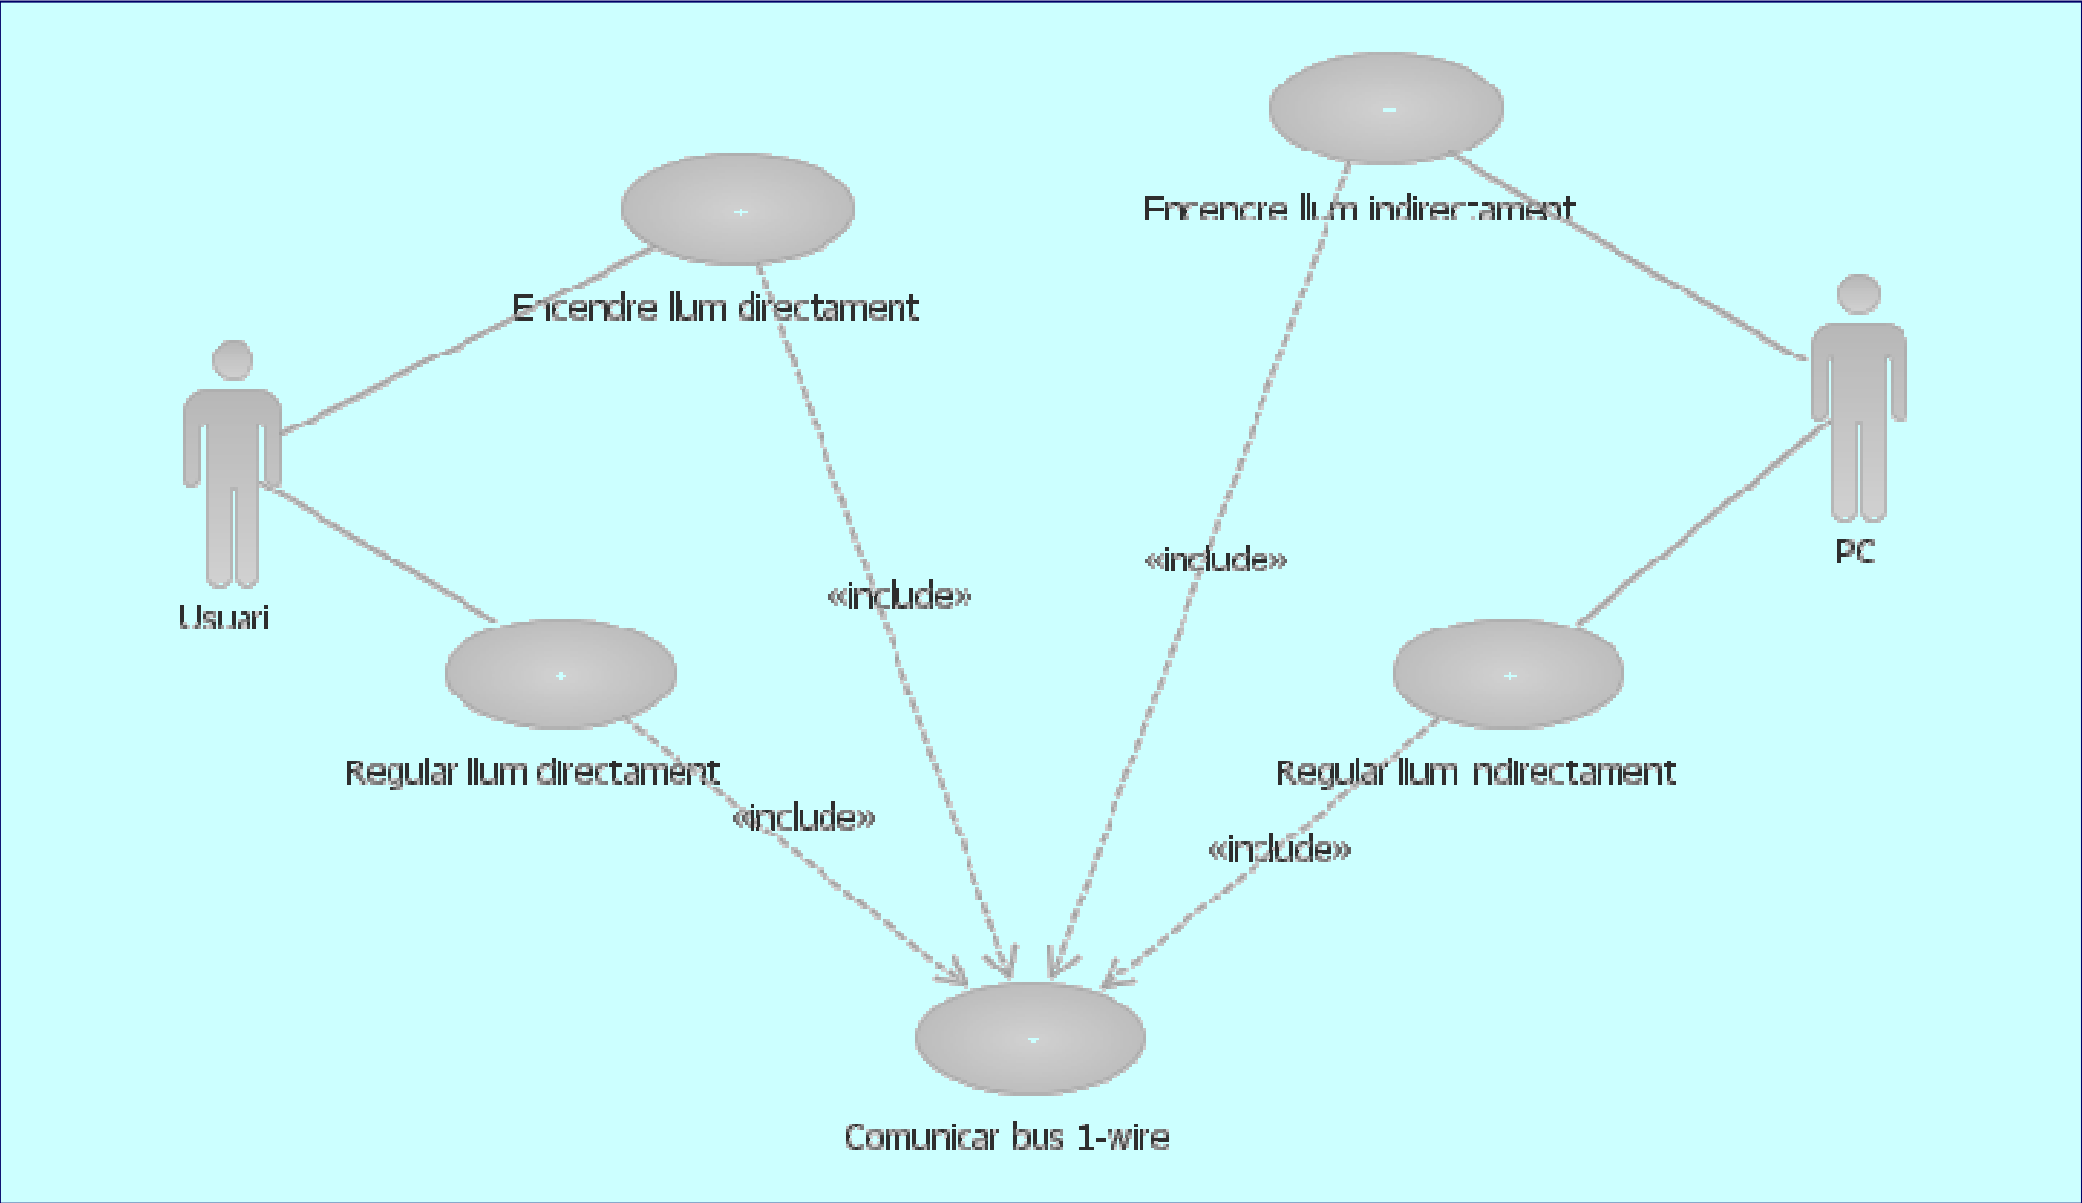 Encendre llum indirectament
Encendre llum directament
PC
«include»
«include»
Usuari
Regular llum directament
Regular llum indirectament
«include»
«include»
Comunicar bus 1-wire